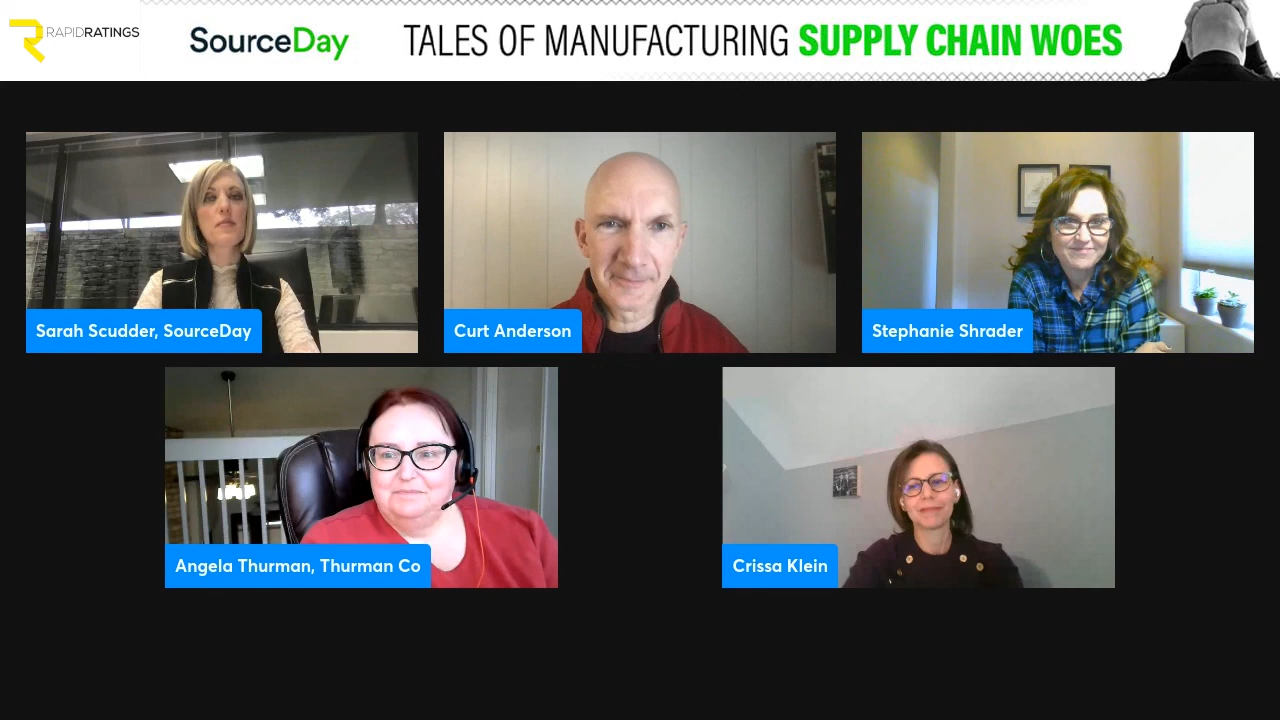 RAPIDRATINGS
SourceDay
TALES OF MANUFACTURING SUPPLY CHAIN WOES
Sarah Scudder, SourceDay
Curt Anderson
Stephanie Shrader
Angela Thurman, Thurman Co
Crissa Klein